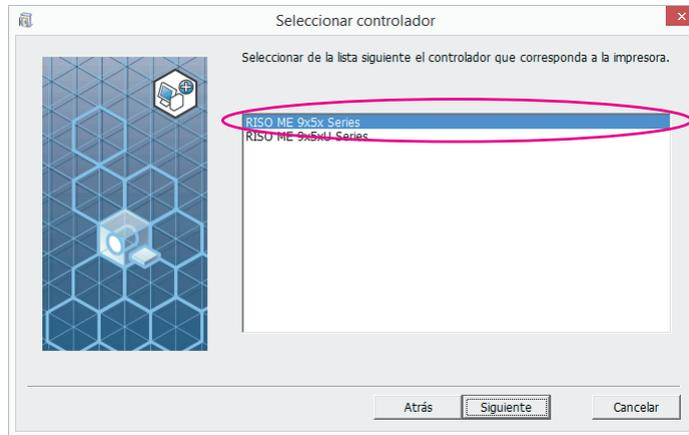 Seleccionar controlador
Seleccionar de la lista siguiente el controlador que corresponda a la impresora.
RISO ME 9x5x Series
RISO ME 9x5xU Series
Atrás
Siguiente
Cancelar